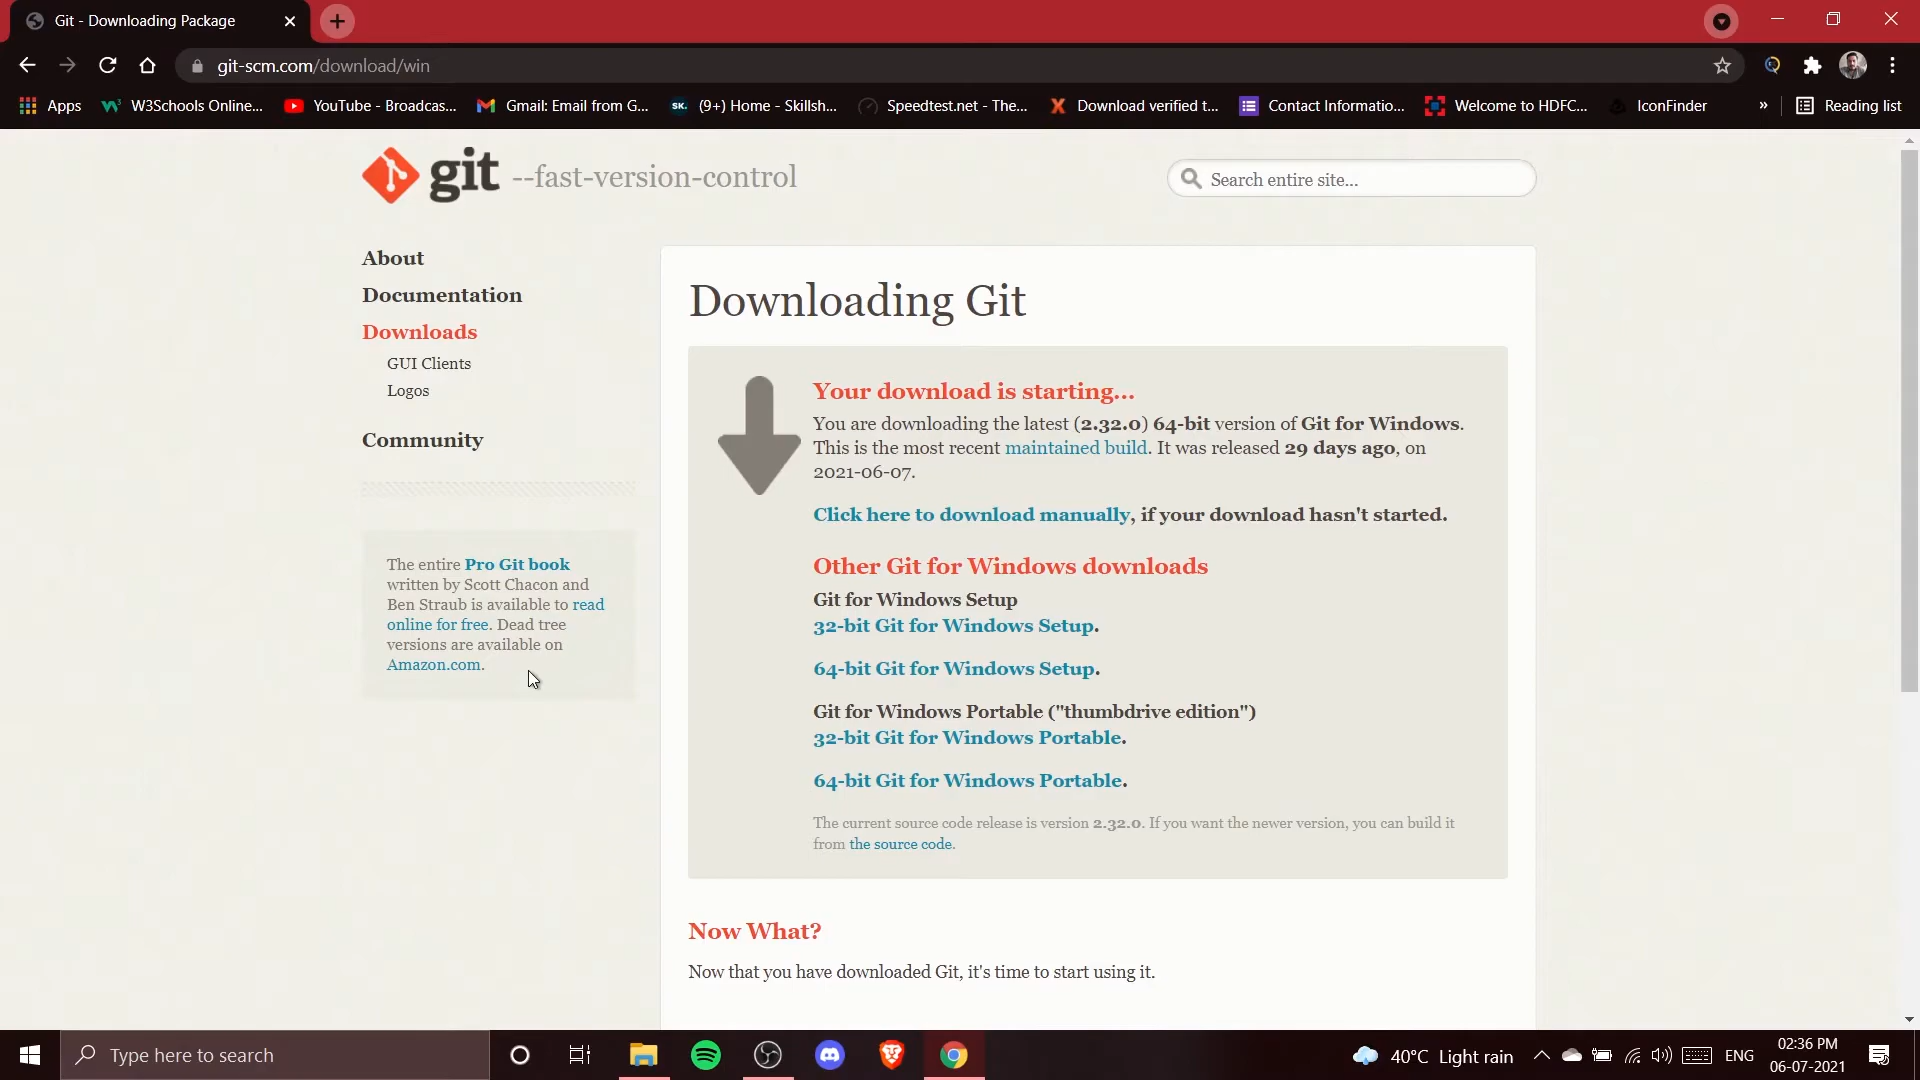 Git - Downloading Package
git-scm.com/download/win
Apps
W3Schools Online...
YouTube - Broadcas...
Gmail: Email from G...
SK.
(9+) Home - Skillsh...
Speedtest.net - The...
Download verified t...
Contact Informatio...
Welcome to HDFC...
IconFinder
»
Reading list
git --fast-version-control
Search entire site...
About
Documentation
Downloads
GUI Clients
Logos
Community
The entire Pro Git book
written by Scott Chacon and
Ben Straub is available to read
online for free. Dead tree
versions are available on
Amazon.com.
Downloading Git
Your download is starting...
You are downloading the latest (2.32.0) 64-bit version of Git for Windows.
This is the most recent maintained build. It was released 29 days ago, on
2021-06-07.
Click here to download manually, if your download hasn't started.
Other Git for Windows downloads
Git for Windows Setup
32-bit Git for Windows Setup.
64-bit Git for Windows Setup.
Git for Windows Portable ("thumbdrive edition")
32-bit Git for Windows Portable.
64-bit Git for Windows Portable.
The current source code release is version 2.32.0. If you want the newer version, you can build it
from the source code.
Now What?
Now that you have downloaded Git, it's time to start using it.
Type here to search
40°C Light rain
ENG
02:36 PM
06-07-2021